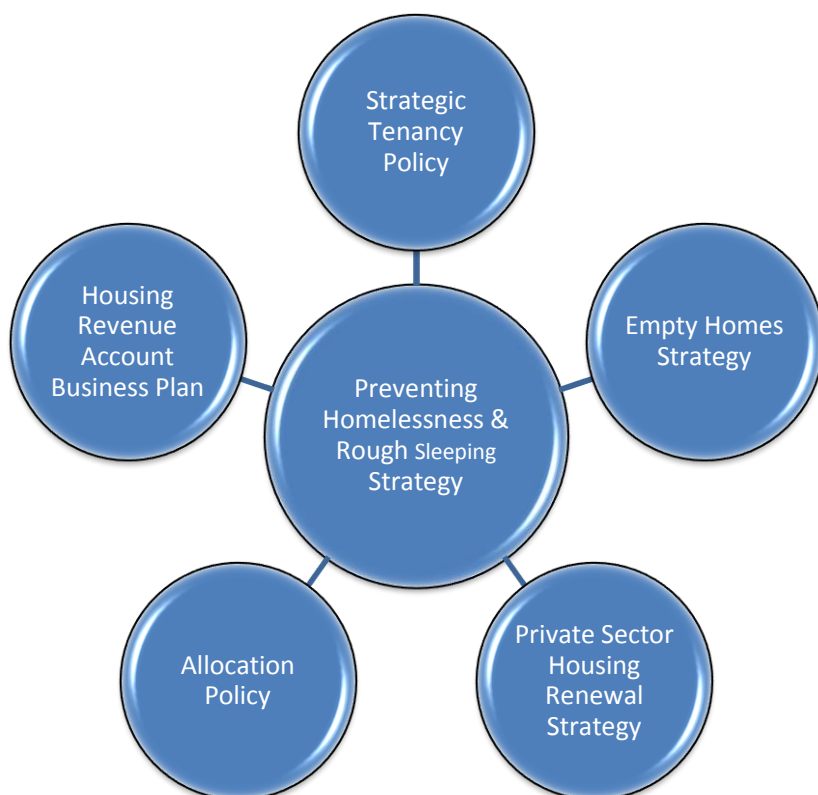 Strategic
Tenancy
Policy
Housing
Revenue
Account
Business Plan
Empty Homes
Strategy
Preventing
Homelessness &
Rough Sleeping
Strategy
Allocation
Policy
Private Sector
Housing
Renewal
Strategy